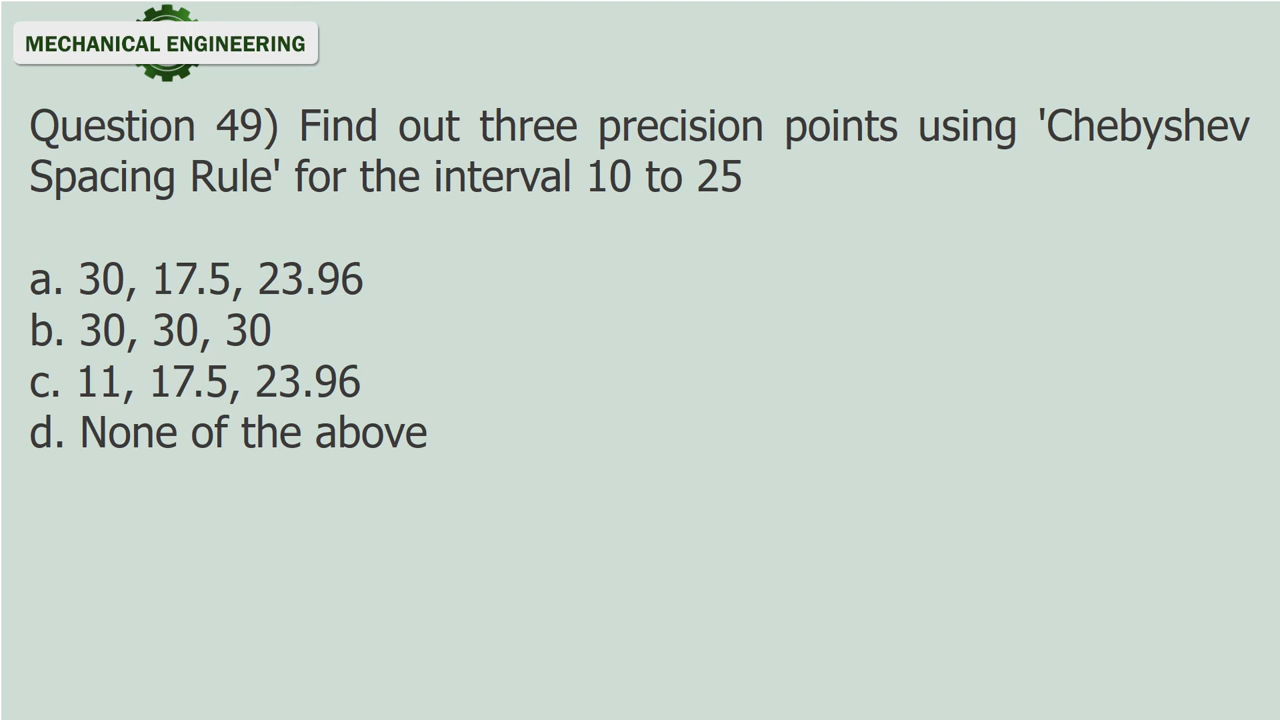 MECHANICAL ENGINEERING
Question 49) Find out three precision points using 'Chebyshev
Spacing Rule' for the interval 10 to 25
a. 30, 17.5, 23.96
b. 30, 30, 30
c. 11, 17.5, 23.96
d. None of the above